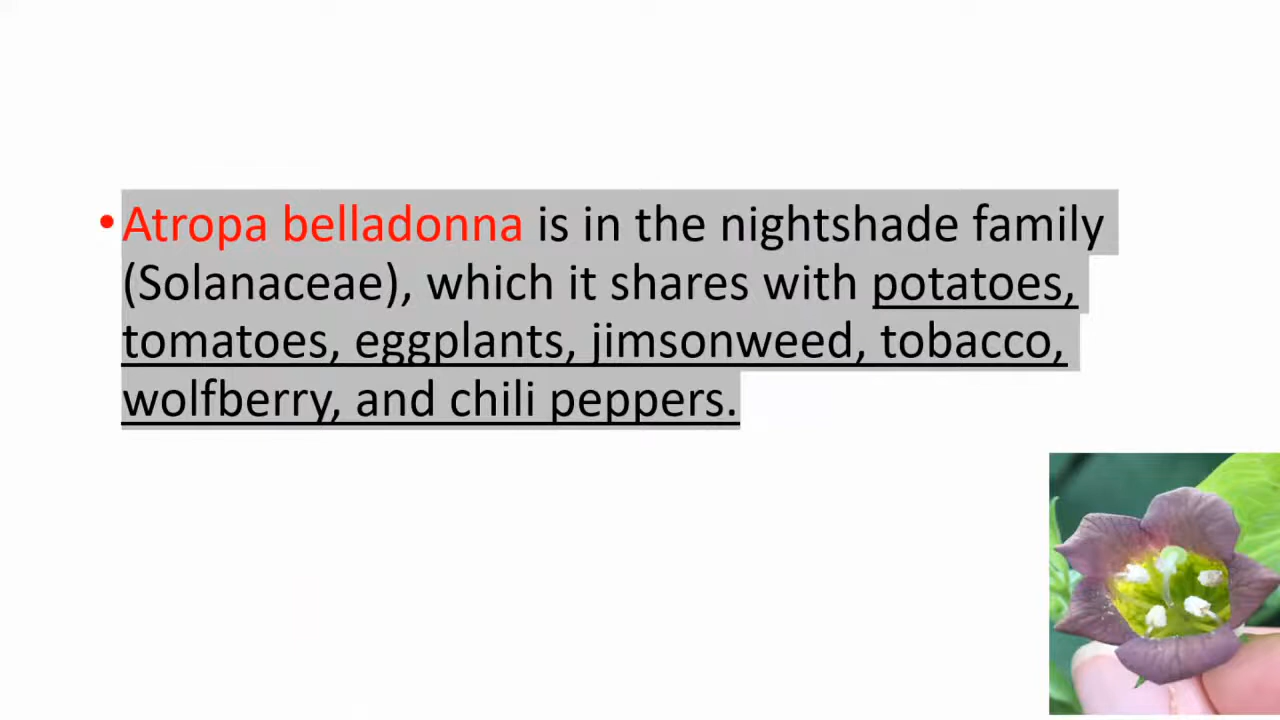 •Atropa belladonna is in the nightshade family
(Solanaceae), which it shares with potatoes,
tomatoes, eggplants, jimsonweed, tobacco,
wolfberry, and chili peppers.